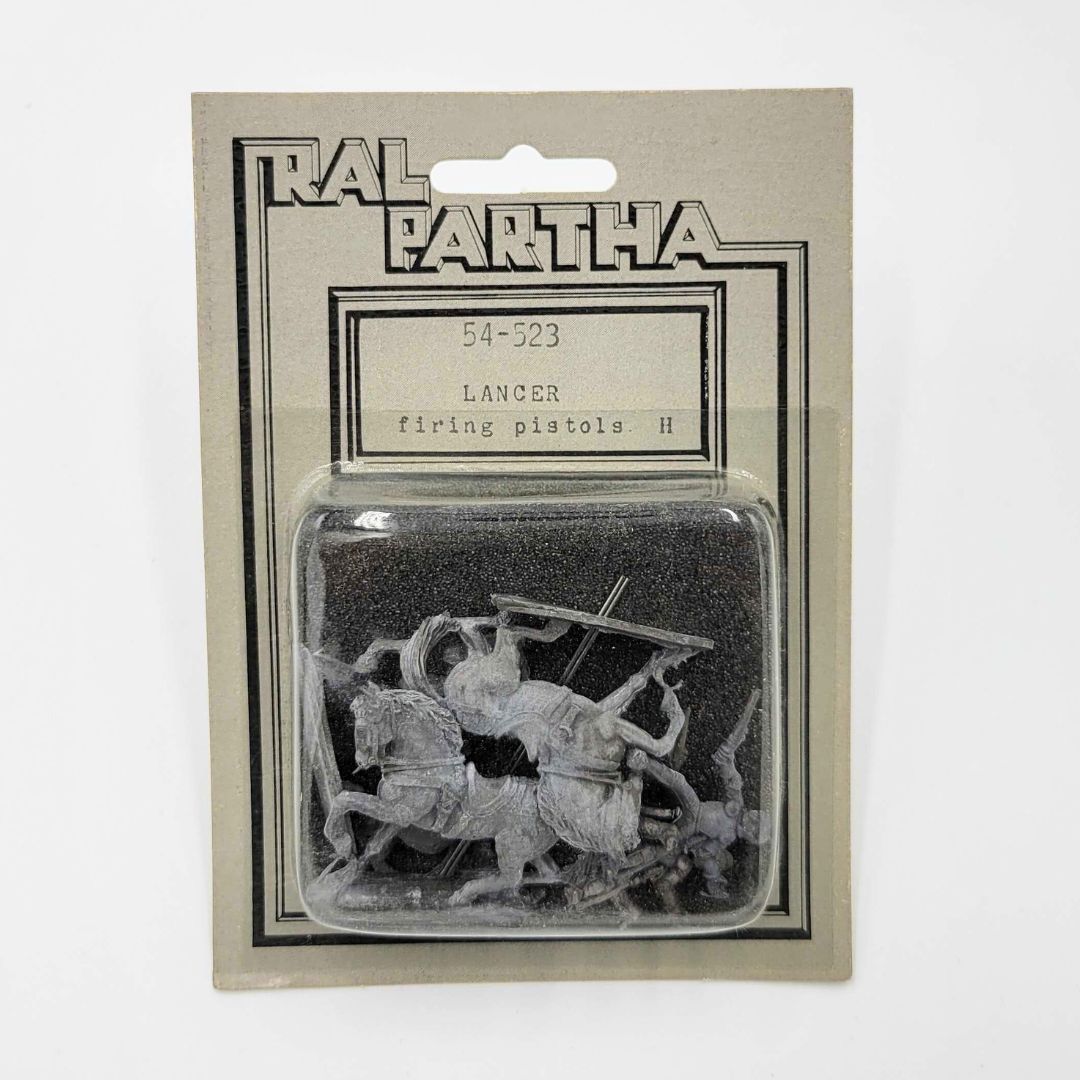 RAL
PARTHA
54-523
LANCER
firing pistols. H